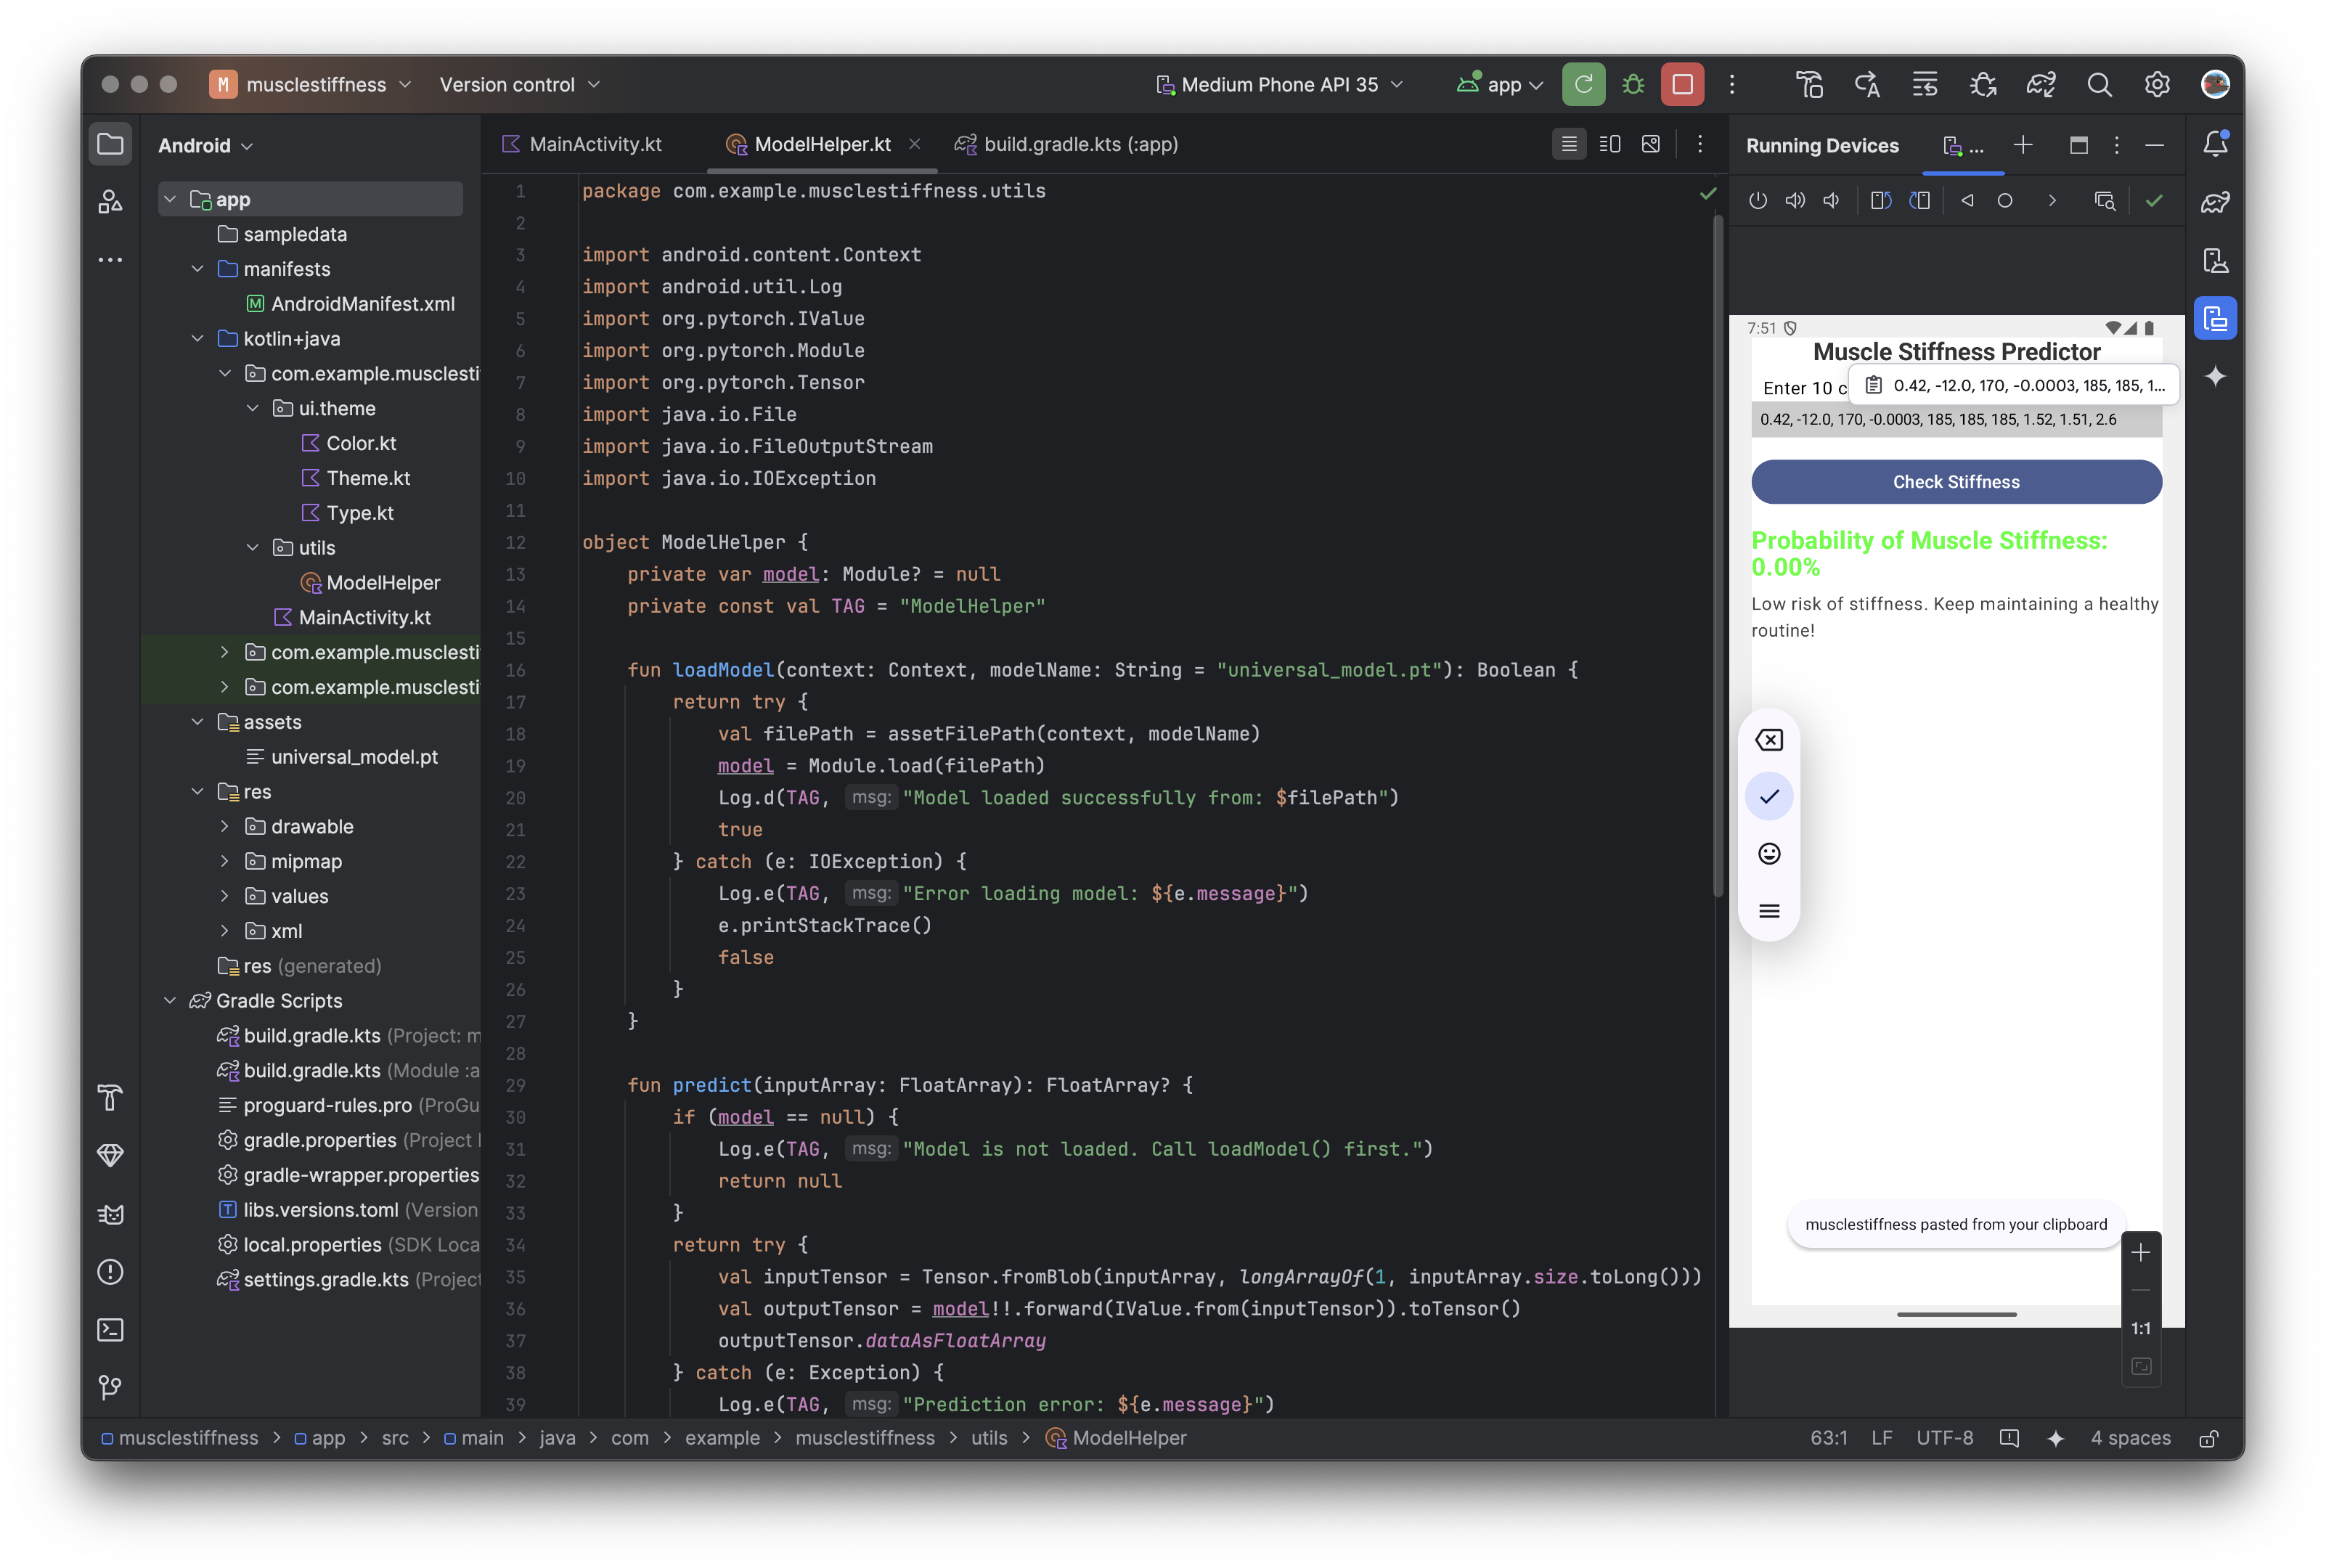 M musclestiffness Version control Medium Phone API 35 app
Android
app
sampledata
manifests
AndroidManifest.xml
kotlin+java
com.example.musclesti
ui.theme
Color.kt
Theme.kt
Type.kt
utils
ModelHelper
MainActivity.kt
com.example.musclesti
com.example.musclesti
assets
universal_model.pt
res
drawable
mipmap
values
xml
res (generated)
Gradle Scripts
build.gradle.kts (Project: m
build.gradle.kts (Module :a
proguard-rules.pro (ProGu
gradle.properties (Project
gradle-wrapper.properties
libs.versions.toml (Version
local.properties (SDK Loca
settings.gradle.kts (Project
MainActivity.kt ModelHelper.kt build.gradle.kts (:app)
1 package com.example.musclestiffness.utils
2
3 import android.content.Context
4 import android.util.Log
5 import org.pytorch.IValue
6 import org.pytorch.Module
7 import org.pytorch.Tensor
8 import java.io.File
9 import java.io.FileOutputStream
10 import java.io.IOException
11
12 object ModelHelper {
13 private var model: Module? = null
14 private const val TAG = "ModelHelper"
15
16 fun loadModel(context: Context, modelName: String = "universal_model.pt"): Boolean {
17 return try {
18 val filePath = assetFilePath(context, modelName)
19 model = Module.load(filePath)
20 Log.d(TAG, msg: "Model loaded successfully from: $filePath")
21 true
22 } catch (e: IOException) {
23 Log.e(TAG, msg: "Error loading model: ${e.message}")
24 e.printStackTrace()
25 false
26 }
27 }
28
29 fun predict(inputArray: FloatArray): FloatArray? {
30 if (model == null) {
31 Log.e(TAG, msg: "Model is not loaded. Call loadModel() first.")
32 return null
33 }
34 return try {
35 val inputTensor = Tensor.fromBlob(inputArray, longArrayOf(1, inputArray.size.toLong()))
36 val outputTensor = model!!.forward(IValue.from(inputTensor)).toTensor()
37 outputTensor.dataAsFloatArray
38 } catch (e: Exception) {
39 Log.e(TAG, msg: "Prediction error: ${e.message}")
Running Devices ...
7:51
Muscle Stiffness Predictor
Enter 10 c
0.42, -12.0, 170, -0.0003, 185, 185, 1...
0.42, -12.0, 170, -0.0003, 185, 185, 185, 1.52, 1.51, 2.6
Check Stiffness
Probability of Muscle Stiffness:
0.00%
Low risk of stiffness. Keep maintaining a healthy
routine!
musclestiffness pasted from your clipboard
1:1
musclestiffness > app > src > main > java > com > example > musclestiffness > utils > ModelHelper
63:1 LF UTF-8 4 spaces